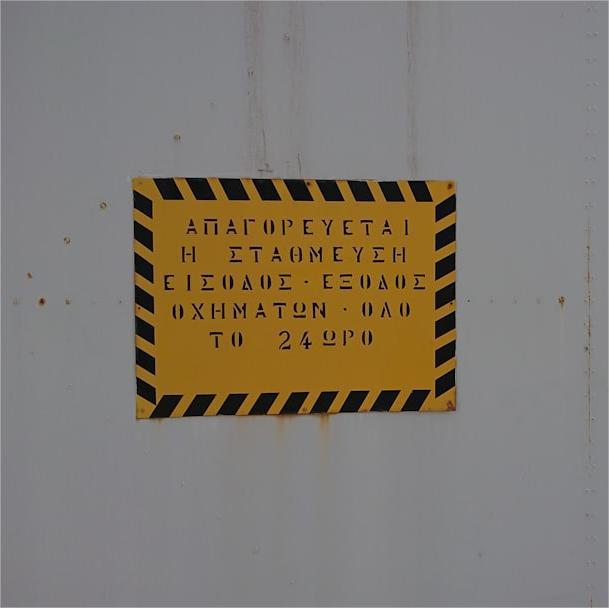 ΑΠΑΓΟΡΕΥΕΤΑΙ
Η ΣΤΑΘΜΕΥΣΗ
ΕΙΣΟΔΟΣ · ΕΞΟΔΟΣ
ΟΧΗΜΑΤΩΝ · ΟΛΟ
ΤΟ 24ΩΡΟ